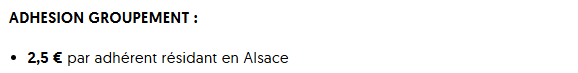 ADHESION GROUPEMENT :
• 2,5 € par adhérent résidant en Alsace